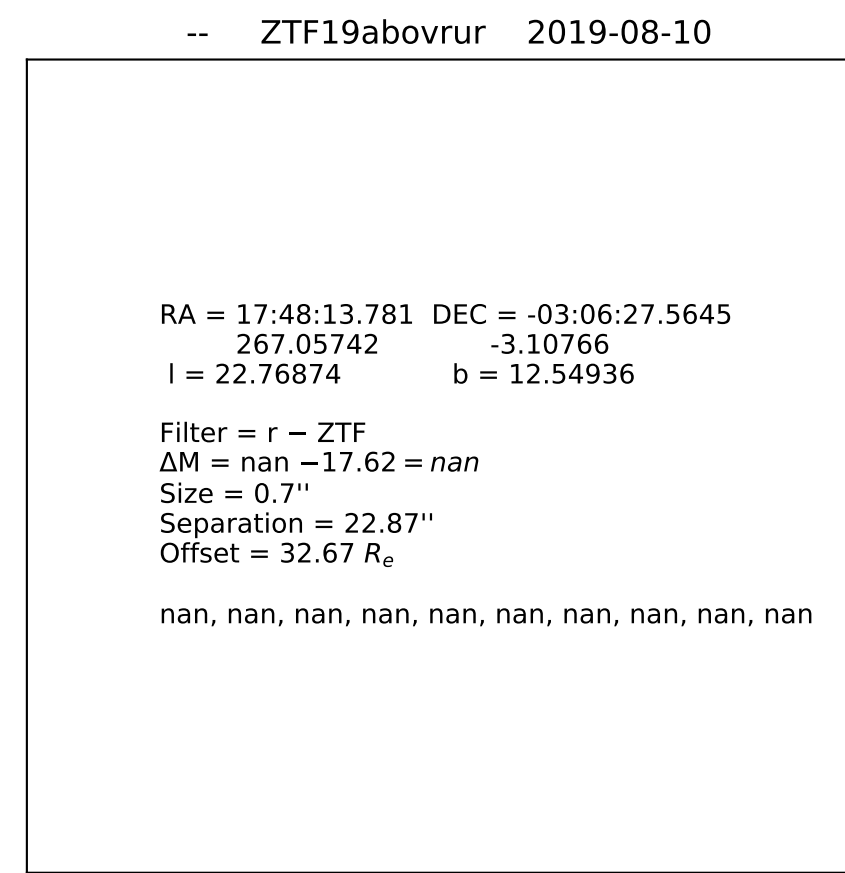 -- ZTF19abovrur 2019-08-10
RA = 17:48:13.781 DEC = -03:06:27.5645
267.05742 -3.10766
l = 22.76874 b = 12.54936
Filter = r − ZTF
ΔM = nan −17.62 = nan
Size = 0.7''
Separation = 22.87''
Offset = 32.67 Re
nan, nan, nan, nan, nan, nan, nan, nan, nan, nan